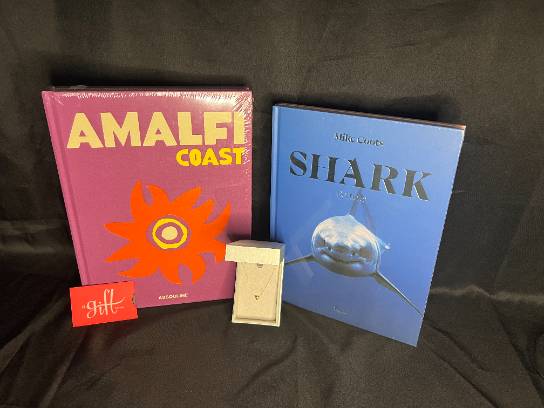 AMALFI
COAST
ASSOULINE
gift
Mike Coots
SHARK